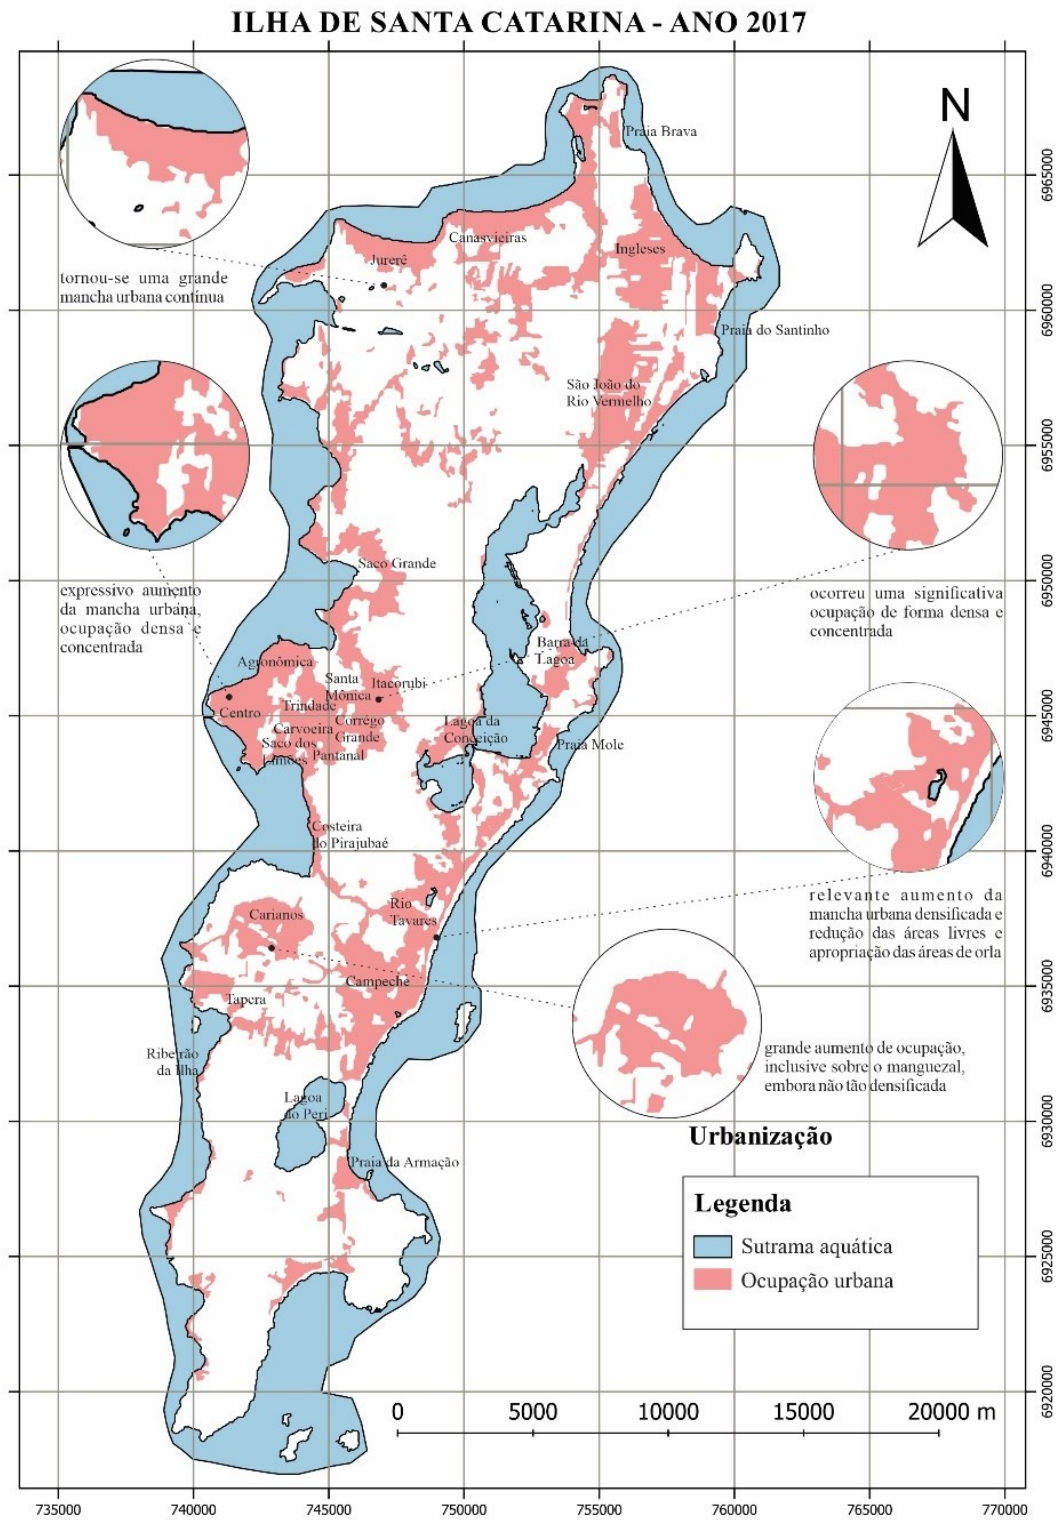 ILHA DE SANTA CATARINA - ANO 2017
N
Praia Brava
Canasvieiras
Jurerê
Ingleses
tornou-se uma grande
mancha urbana contínua
Praia do Santinho
São João do
Rio Vermelho
Saco Grande
expressivo aumento
da mancha urbana,
ocupação densa e
concentrada
ocorreu uma significativa
ocupação de forma densa e
concentrada
Barra da
Lagoa
Agronômica
Santa
Mônica
Itacorubi
Centro
Trindade
Carvoeira
Corrégo
Grande
Saco dos
Limões
Pantanal
Lagoa da
Conceição
Praia Mole
Costeira
do Pirajubaé
Rio
Tavares
Carianos
relevante aumento da
mancha urbana densificada e
redução das áreas livres e
apropriação das áreas de orla
Campeche
Tapera
Ribeirão
da Ilha
grande aumento de ocupação,
inclusive sobre o manguezal,
embora não tão densificada
Lagoa
do Peri
Praia da Armação
Urbanização
Legenda
Sutrama aquática
Ocupação urbana
0 5000 10000 15000 20000 m
6965000
6960000
6955000
6950000
6945000
6940000
6935000
6930000
6925000
6920000
735000 740000 745000 750000 755000 760000 765000 770000